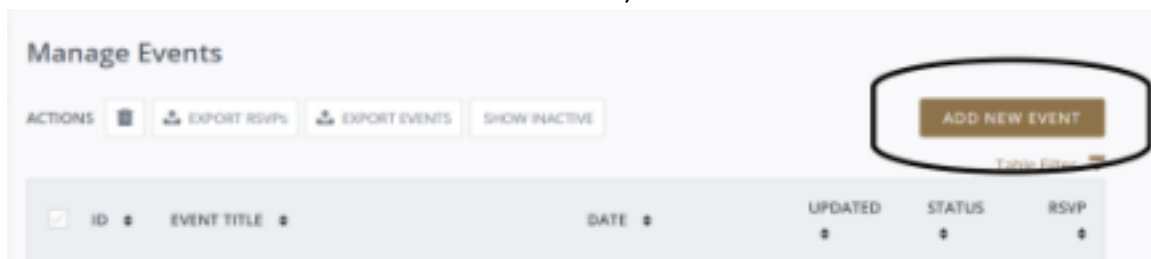 Manage Events
ACTIONS EXPORT RSVPs EXPORT EVENTS SHOW INACTIVE ADD NEW EVENT
Table Filter
ID EVENT TITLE DATE UPDATED STATUS RSVP